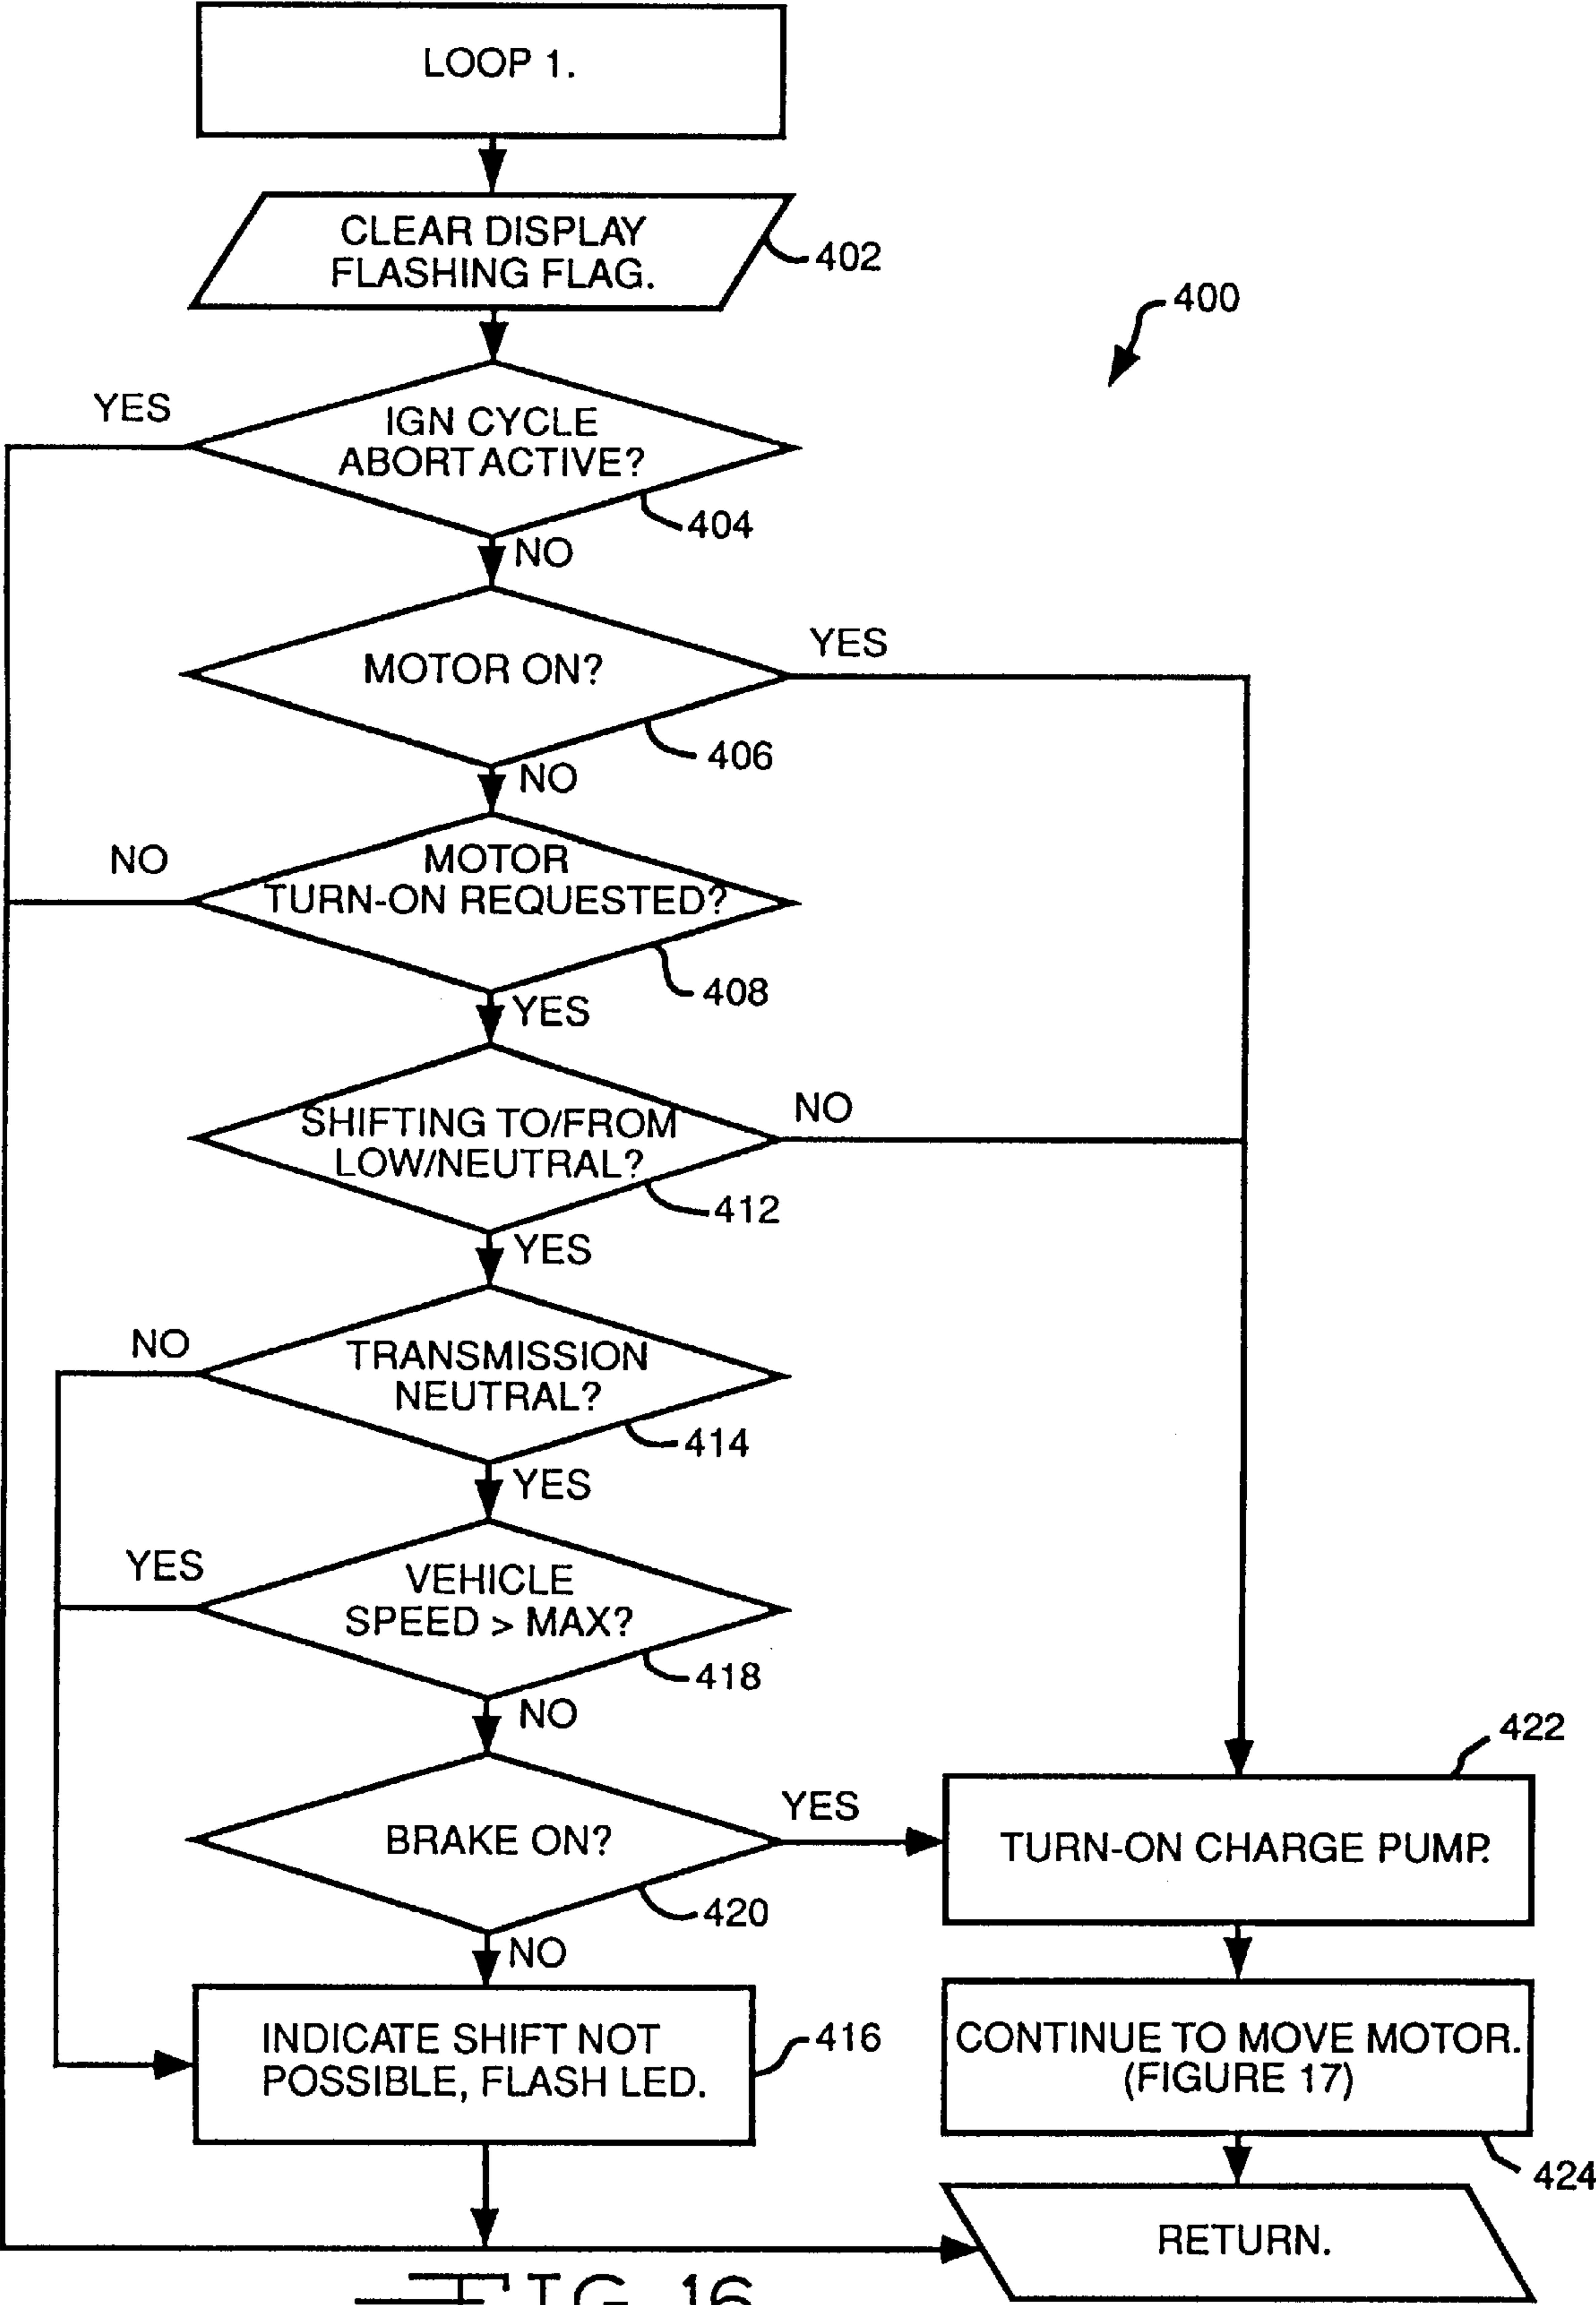 LOOP 1.
CLEAR DISPLAY
FLASHING FLAG.
402
400
YES
IGN CYCLE
ABORT ACTIVE?
404
NO
YES
MOTOR ON?
406
NO
NO
MOTOR
TURN-ON REQUESTED?
408
YES
SHIFTING TO/FROM
LOW/NEUTRAL?
NO
412
YES
NO
TRANSMISSION
NEUTRAL?
414
YES
YES
VEHICLE
SPEED > MAX?
418
NO
422
BRAKE ON?
YES
TURN-ON CHARGE PUMP.
420
NO
INDICATE SHIFT NOT
POSSIBLE, FLASH LED.
416
CONTINUE TO MOVE MOTOR.
(FIGURE 17)
424
RETURN.
FIG. 16